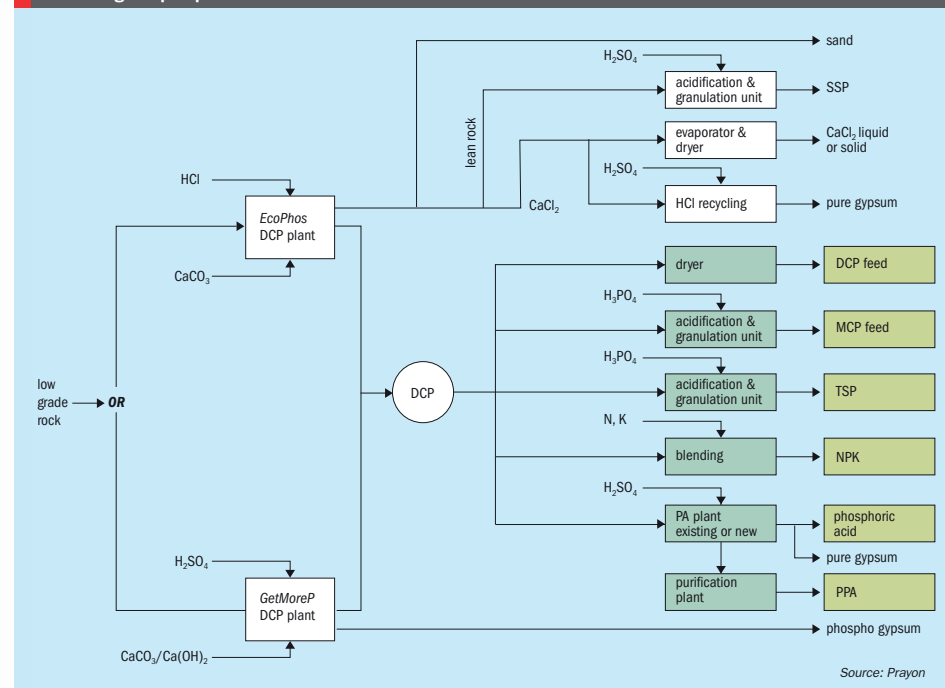 sand
H₂SO₄
acidification &
granulation unit
SSP
lean rock
evaporator &
dryer
CaCl₂ liquid
or solid
H₂SO₄
HCl
CaCl₂
HCl recycling
pure gypsum
EcoPhos
DCP plant
CaCO₃
dryer
DCP feed
H₃PO₄
acidification &
granulation unit
MCP feed
H₃PO₄
low
grade
rock
OR
DCP
acidification &
granulation unit
TSP
N, K
blending
NPK
H₂SO₄
PA plant
existing or new
phosphoric
acid
pure gypsum
H₂SO₄
GetMoreP
DCP plant
purification
plant
PPA
phospho gypsum
CaCO₃/Ca(OH)₂
Source: Prayon